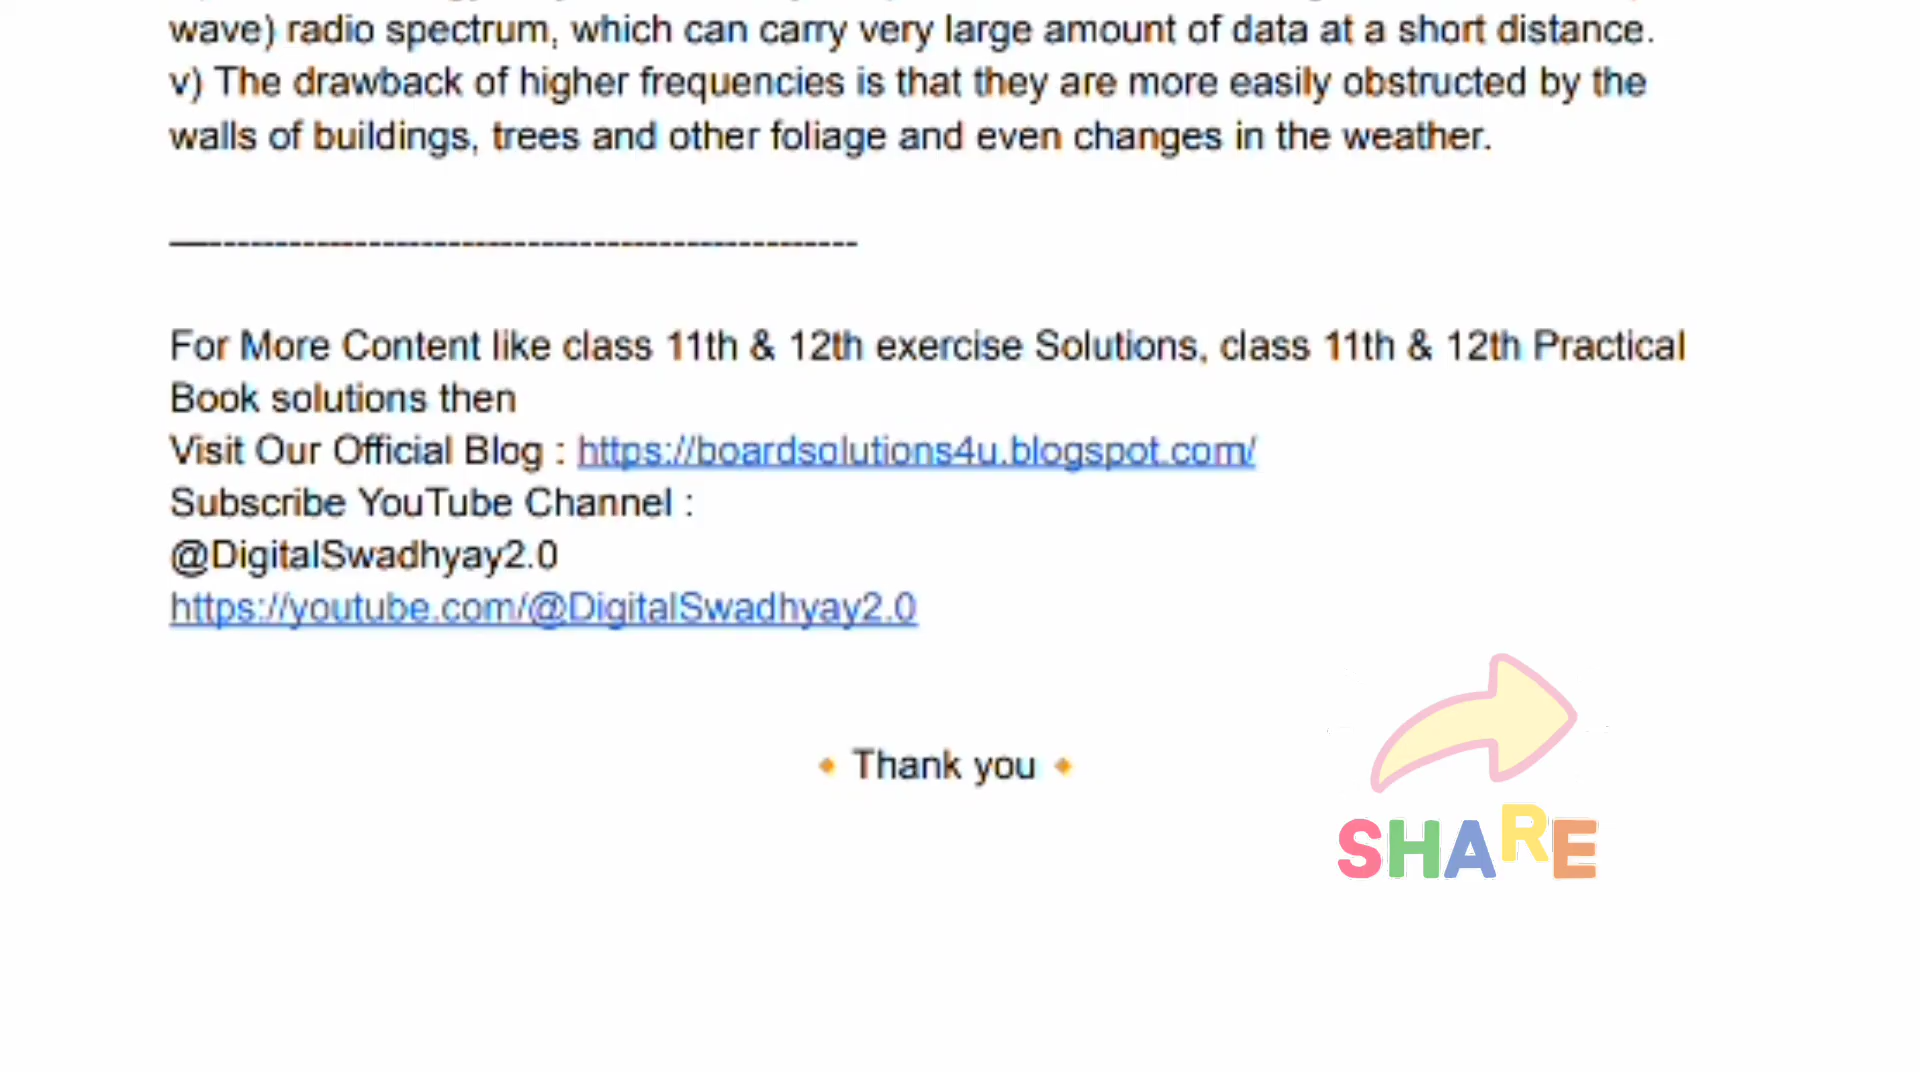 wave) radio spectrum, which can carry very large amount of data at a short distance.
v) The drawback of higher frequencies is that they are more easily obstructed by the
walls of buildings, trees and other foliage and even changes in the weather.
—-------------------------------------------------
For More Content like class 11th & 12th exercise Solutions, class 11th & 12th Practical
Book solutions then
Visit Our Official Blog : https://boardsolutions4u.blogspot.com/
Subscribe YouTube Channel :
@DigitalSwadhyay2.0
https://youtube.com/@DigitalSwadhyay2.0
🔸 Thank you 🔸
SHARE